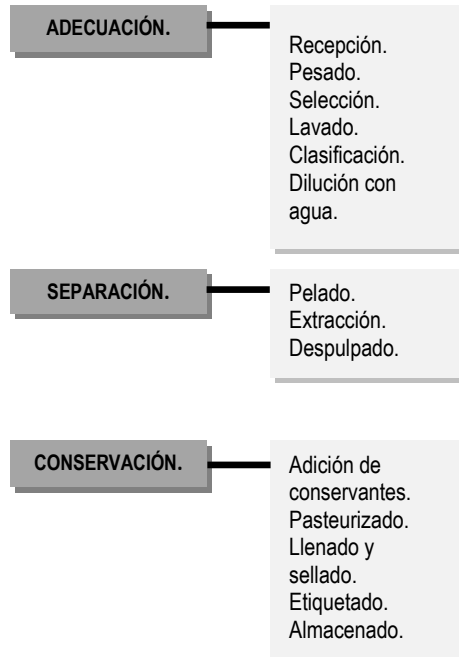 ADECUACIÓN.
Recepción.
Pesado.
Selección.
Lavado.
Clasificación.
Dilución con
agua.
SEPARACIÓN.
Pelado.
Extracción.
Despulpado.
CONSERVACIÓN.
Adición de
conservantes.
Pasteurizado.
Llenado y
sellado.
Etiquetado.
Almacenado.